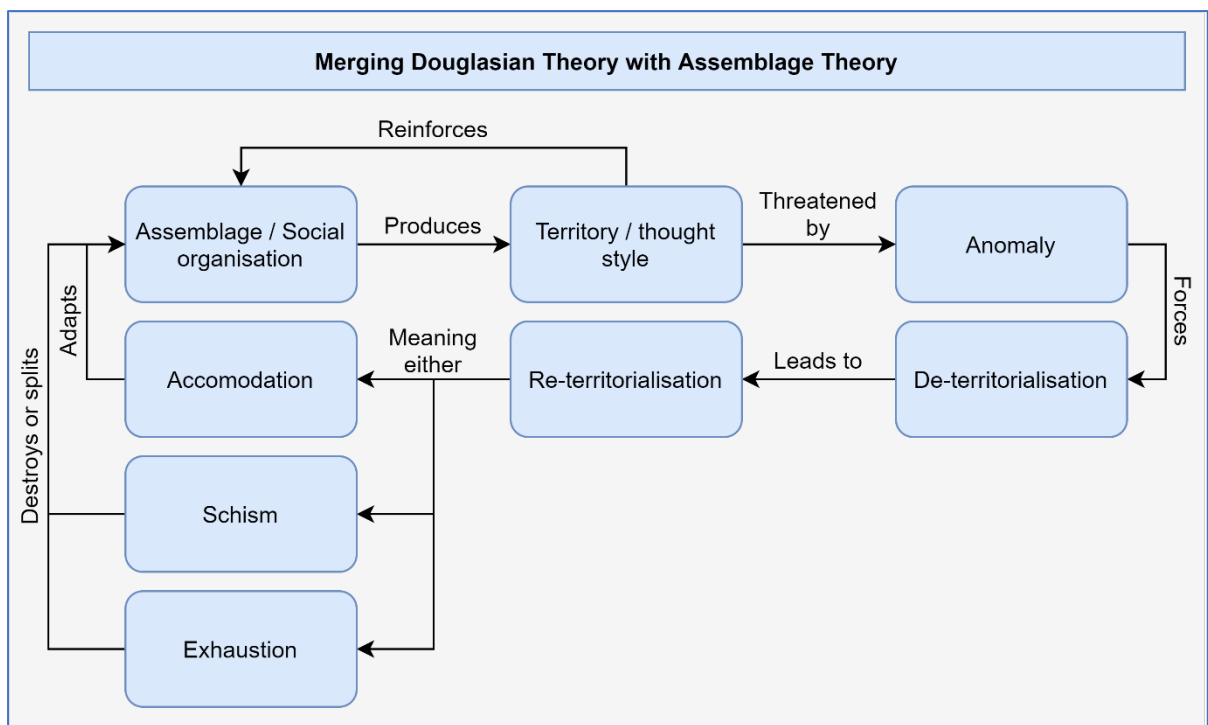 Merging Douglasian Theory with Assemblage Theory
Reinforces
Assemblage / Social
organisation
Produces
Territory / thought
style
Threatened
by
Anomaly
Forces
Adapts
Destroys or splits
Accomodation
Meaning
either
Re-territorialisation
Leads to
De-territorialisation
Schism
Exhaustion